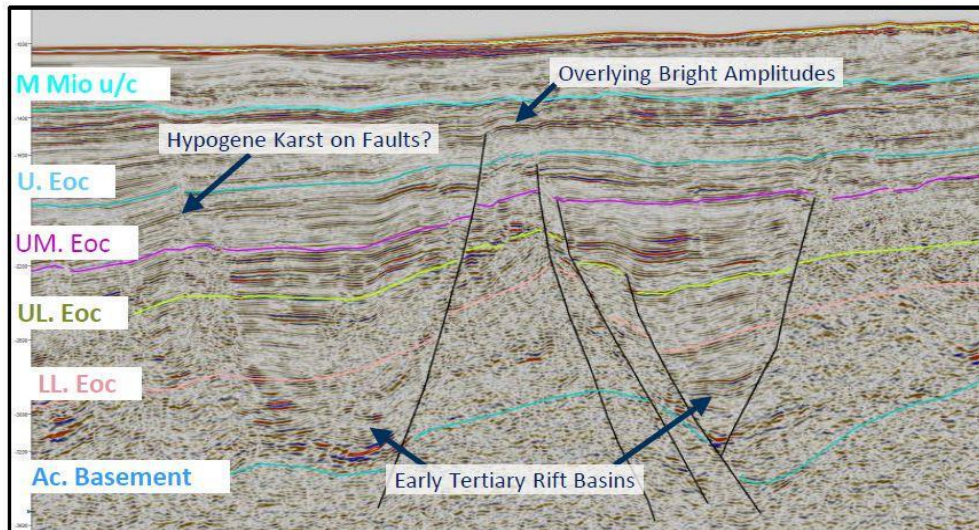 M Mio u/c
Overlying Bright Amplitudes
Hypogene Karst on Faults?
U. Eoc
UM. Eoc
UL. Eoc
LL. Eoc
Ac. Basement
Early Tertiary Rift Basins